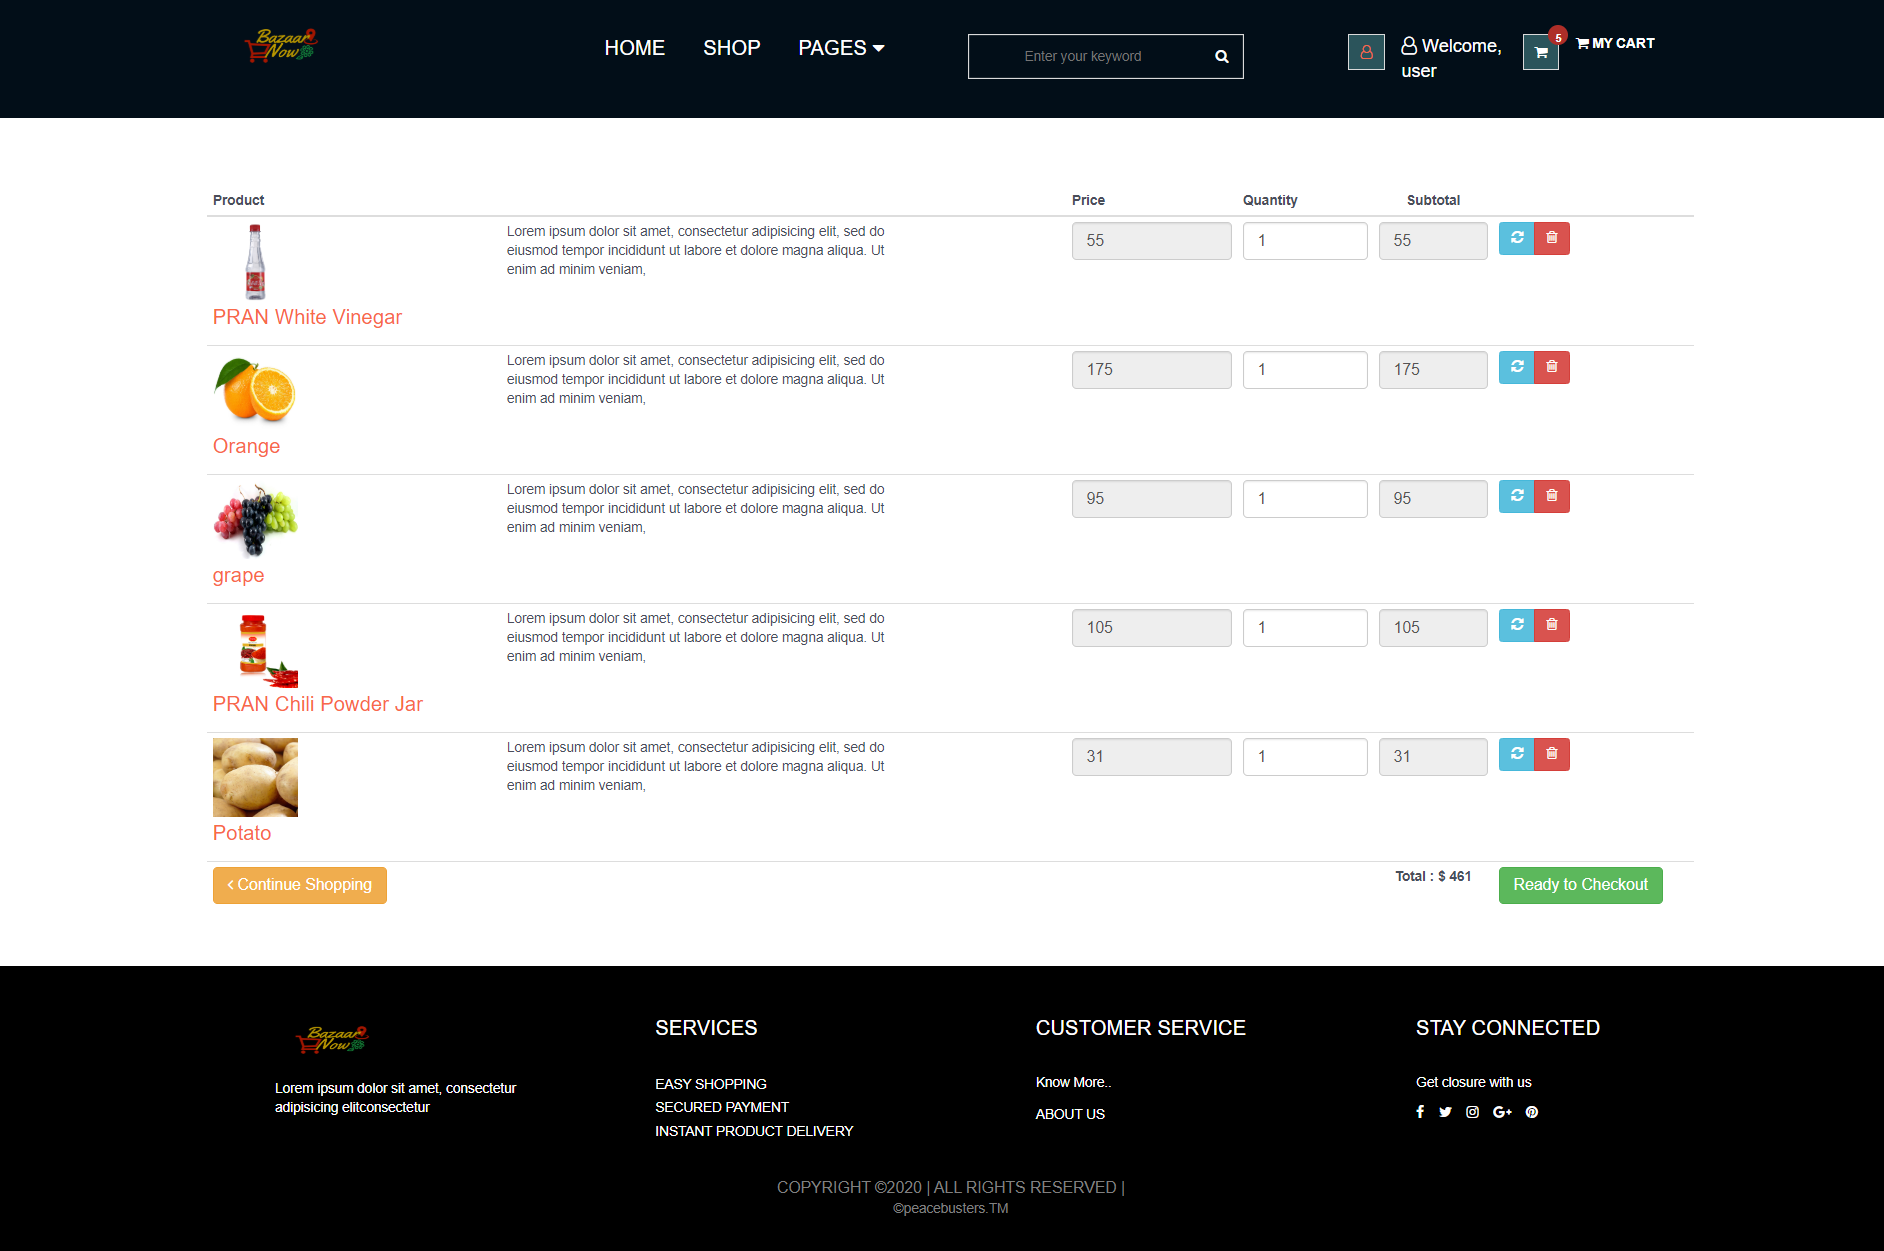 Bazaar
Now
HOME SHOP PAGES
Enter your keyword
Welcome,
user
5
MY CART
Product Price Quantity Subtotal
Lorem ipsum dolor sit amet, consectetur adipisicing elit, sed do
eiusmod tempor incididunt ut labore et dolore magna aliqua. Ut
enim ad minim veniam,
55 1 55
PRAN White Vinegar
Lorem ipsum dolor sit amet, consectetur adipisicing elit, sed do
eiusmod tempor incididunt ut labore et dolore magna aliqua. Ut
enim ad minim veniam,
175 1 175
Orange
Lorem ipsum dolor sit amet, consectetur adipisicing elit, sed do
eiusmod tempor incididunt ut labore et dolore magna aliqua. Ut
enim ad minim veniam,
95 1 95
grape
Lorem ipsum dolor sit amet, consectetur adipisicing elit, sed do
eiusmod tempor incididunt ut labore et dolore magna aliqua. Ut
enim ad minim veniam,
105 1 105
PRAN Chili Powder Jar
Lorem ipsum dolor sit amet, consectetur adipisicing elit, sed do
eiusmod tempor incididunt ut labore et dolore magna aliqua. Ut
enim ad minim veniam,
31 1 31
Potato
Continue Shopping
Total : $ 461
Ready to Checkout
Bazaar
Now
Lorem ipsum dolor sit amet, consectetur
adipisicing elitconsectetur
SERVICES
EASY SHOPPING
SECURED PAYMENT
INSTANT PRODUCT DELIVERY
CUSTOMER SERVICE
Know More..
ABOUT US
STAY CONNECTED
Get closure with us
COPYRIGHT ©2020 | ALL RIGHTS RESERVED |
©peacebusters.TM